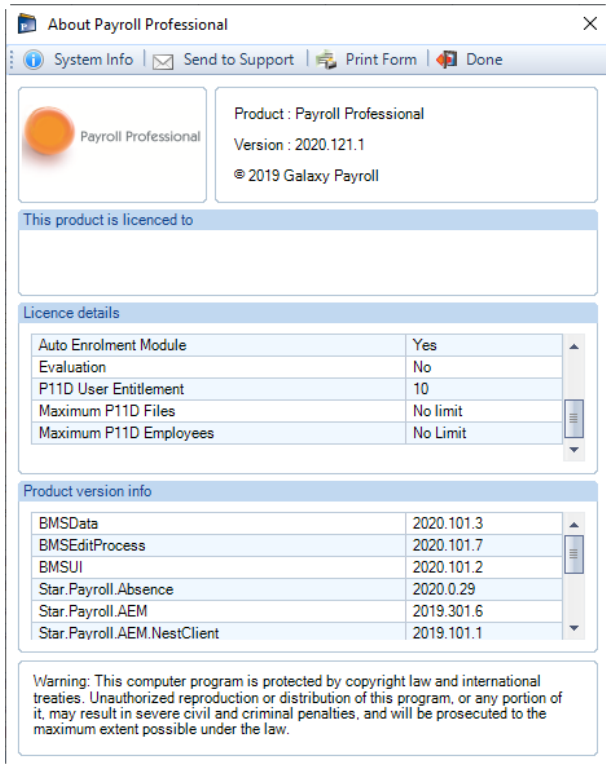 About Payroll Professional
System Info Send to Support Print Form Done
Payroll Professional
Product : Payroll Professional
Version : 2020.121.1
© 2019 Galaxy Payroll
This product is licenced to
Licence details
Auto Enrolment Module Yes
Evaluation No
P11D User Entitlement 10
Maximum P11D Files No limit
Maximum P11D Employees No Limit
Product version info
BMSData 2020.101.3
BMSEditProcess 2020.101.7
BMSUI 2020.101.2
Star.Payroll.Absence 2020.0.29
Star.Payroll.AEM 2019.301.6
Star.Payroll.AEM.NestClient 2019.101.1
Warning: This computer program is protected by copyright law and international
treaties. Unauthorized reproduction or distribution of this program, or any portion of
it, may result in severe civil and criminal penalties, and will be prosecuted to the
maximum extent possible under the law.